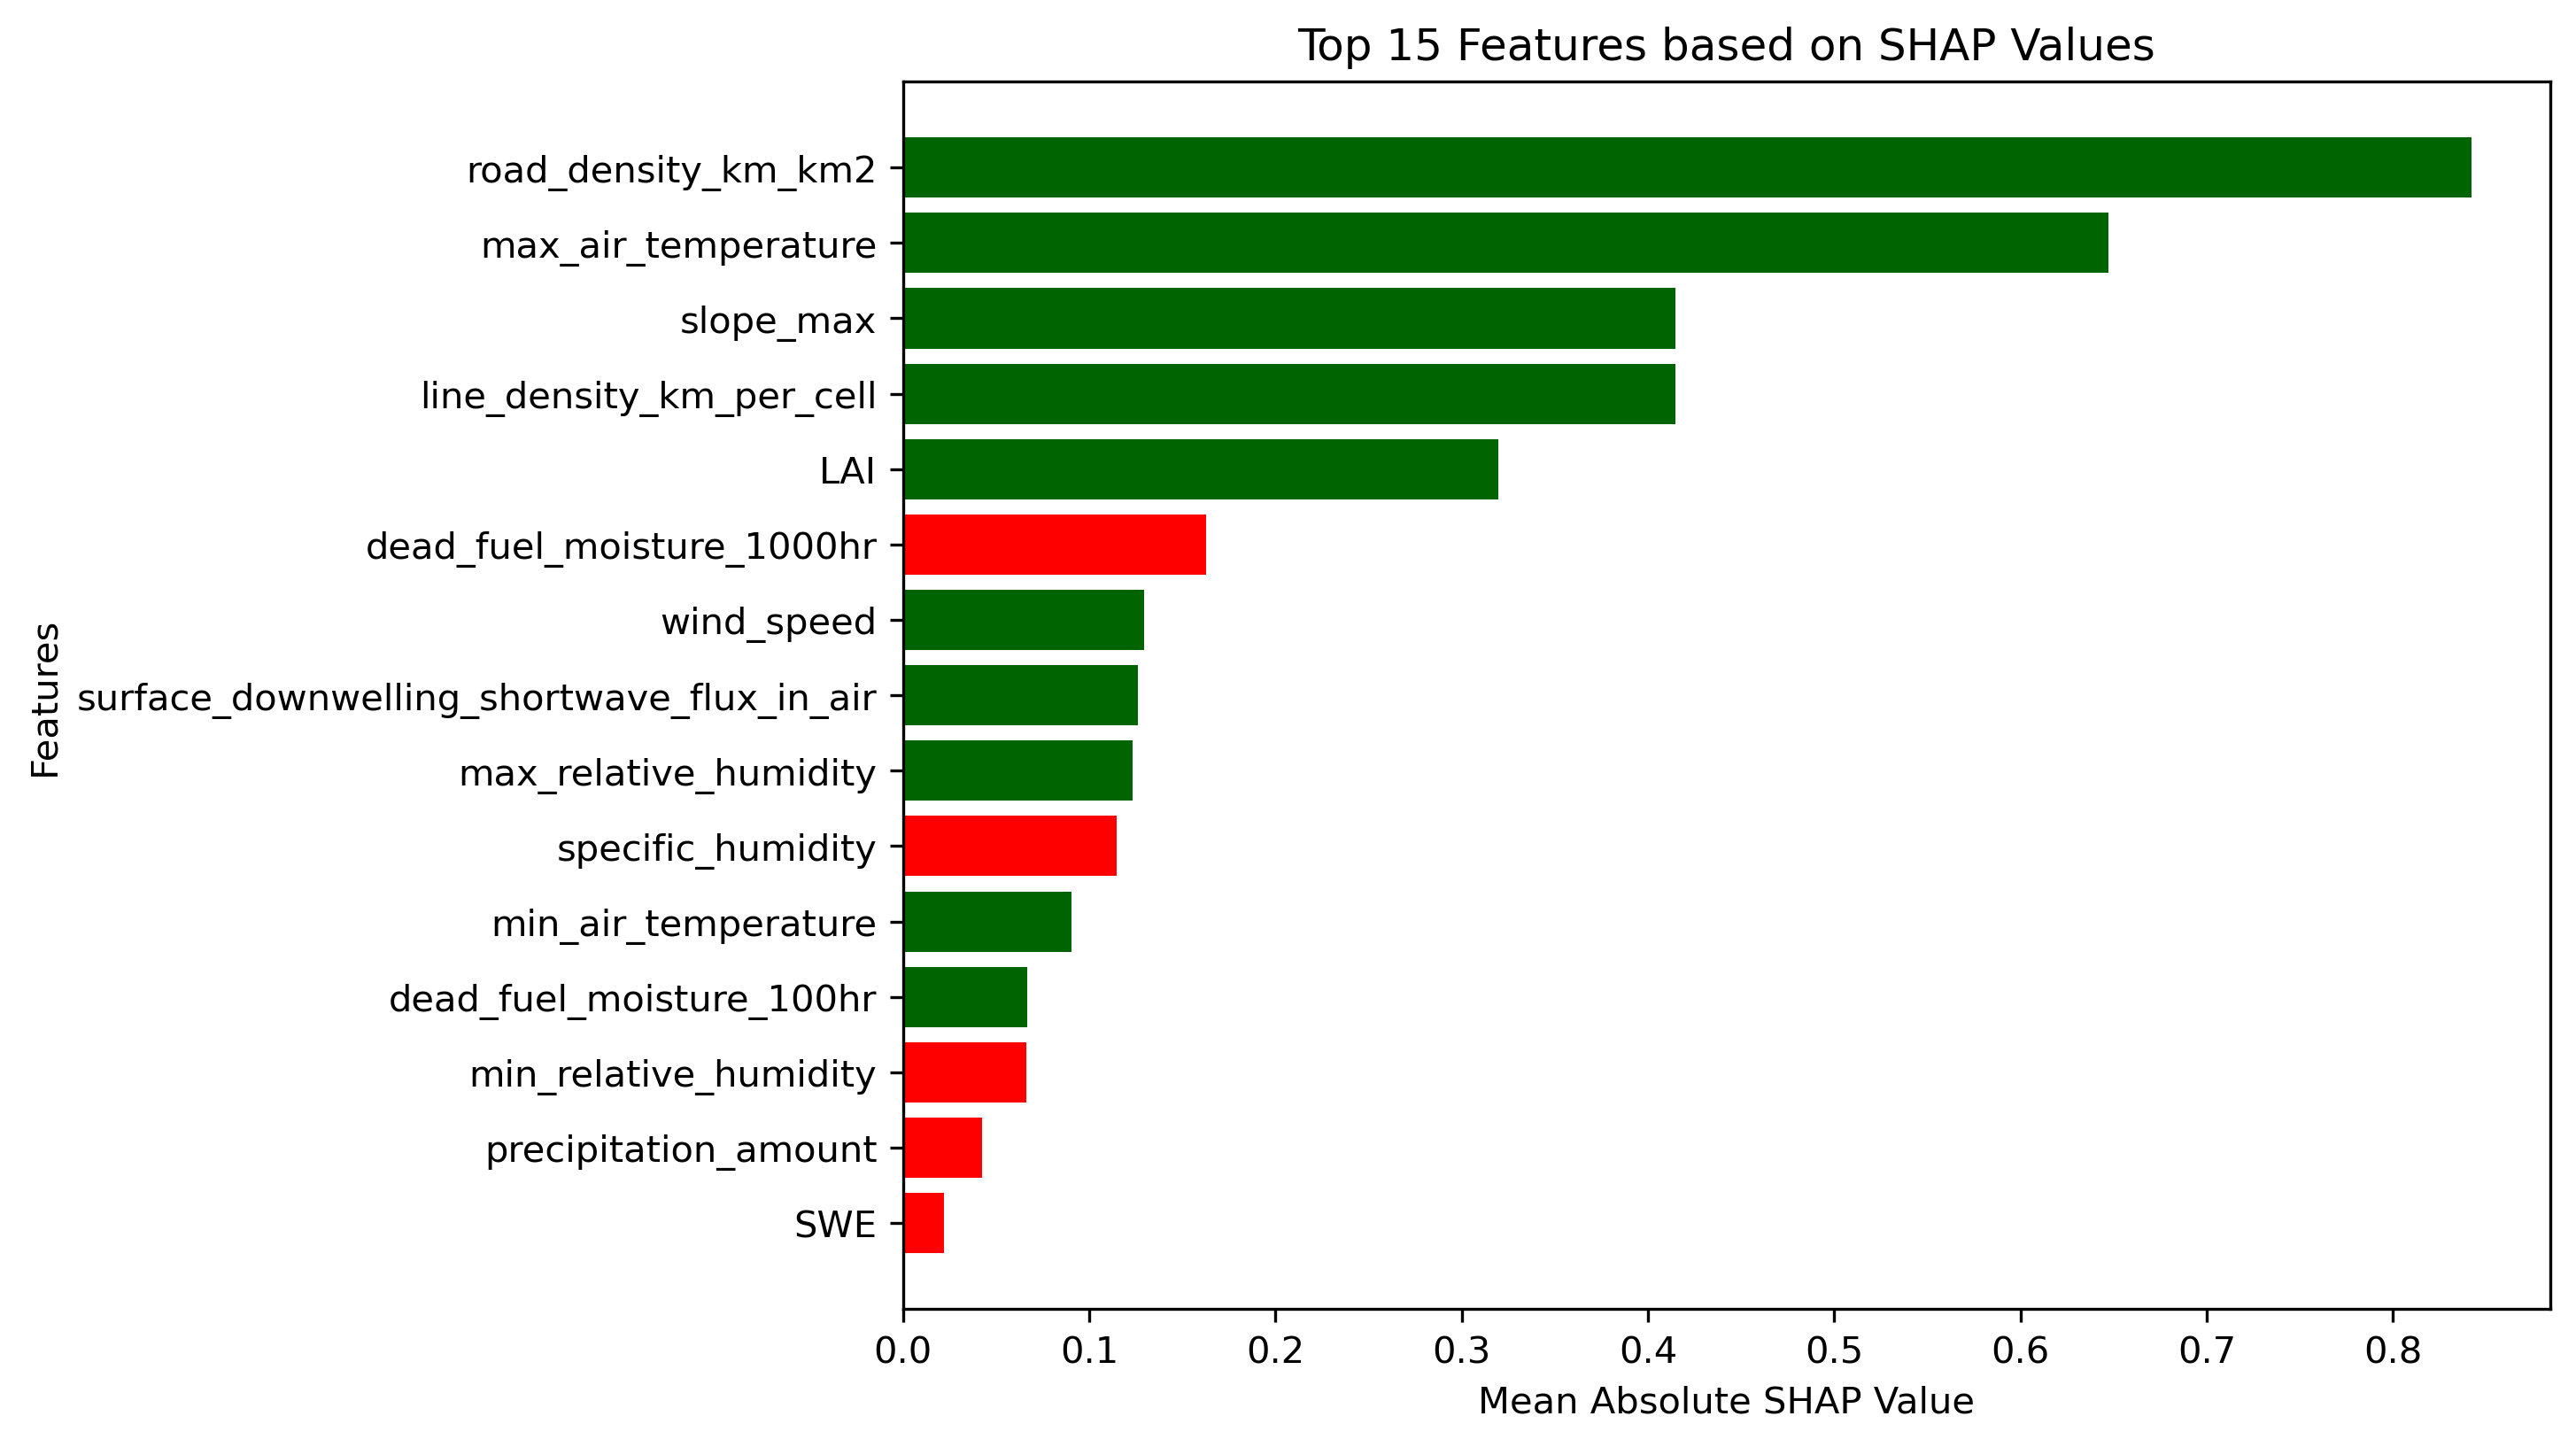 Top 15 Features based on SHAP Values
Features
road_density_km_km2
max_air_temperature
slope_max
line_density_km_per_cell
LAI
dead_fuel_moisture_1000hr
wind_speed
surface_downwelling_shortwave_flux_in_air
max_relative_humidity
specific_humidity
min_air_temperature
dead_fuel_moisture_100hr
min_relative_humidity
precipitation_amount
SWE
0.0 0.1 0.2 0.3 0.4 0.5 0.6 0.7 0.8
Mean Absolute SHAP Value